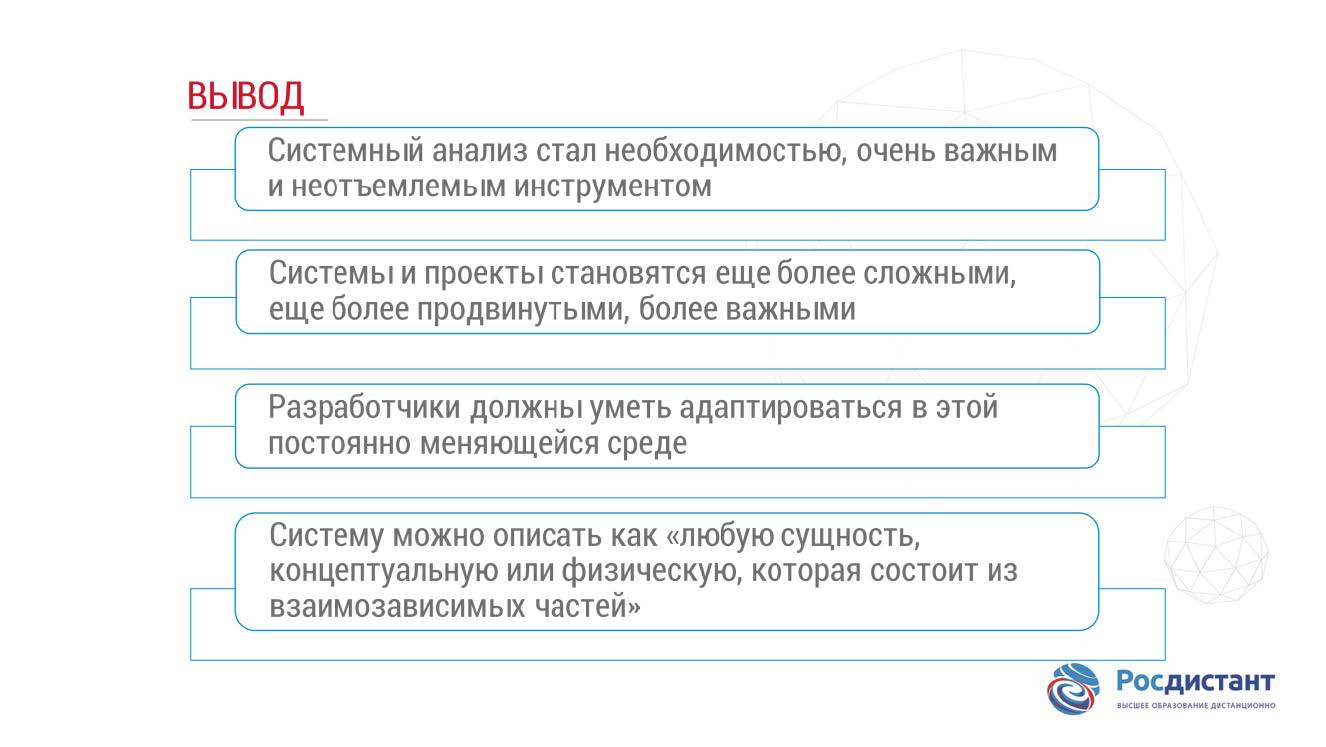 ВЫВОД
Системный анализ стал необходимостью, очень важным
и неотъемлемым инструментом
Системы и проекты становятся еще более сложными,
еще более продвинутыми, более важными
Разработчики должны уметь адаптироваться в этой
постоянно меняющейся среде
Систему можно описать как «любую сущность,
концептуальную или физическую, которая состоит из
взаимозависимых частей»
Росдистант
ВЫСШЕЕ ОБРАЗОВАНИЕ ДИСТАНЦИОННО